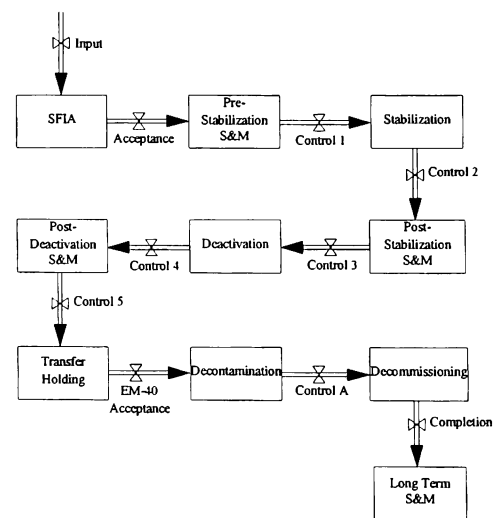 Input
SFIA
Acceptance
Pre-
Stabilization
S&M
Control 1
Stabilization
Control 2
Post-
Stabilization
S&M
Control 3
Deactivation
Control 4
Post-
Deactivation
S&M
Control 5
Transfer
Holding
EM-40
Acceptance
Decontamination
Control A
Decommissioning
Completion
Long Term
S&M